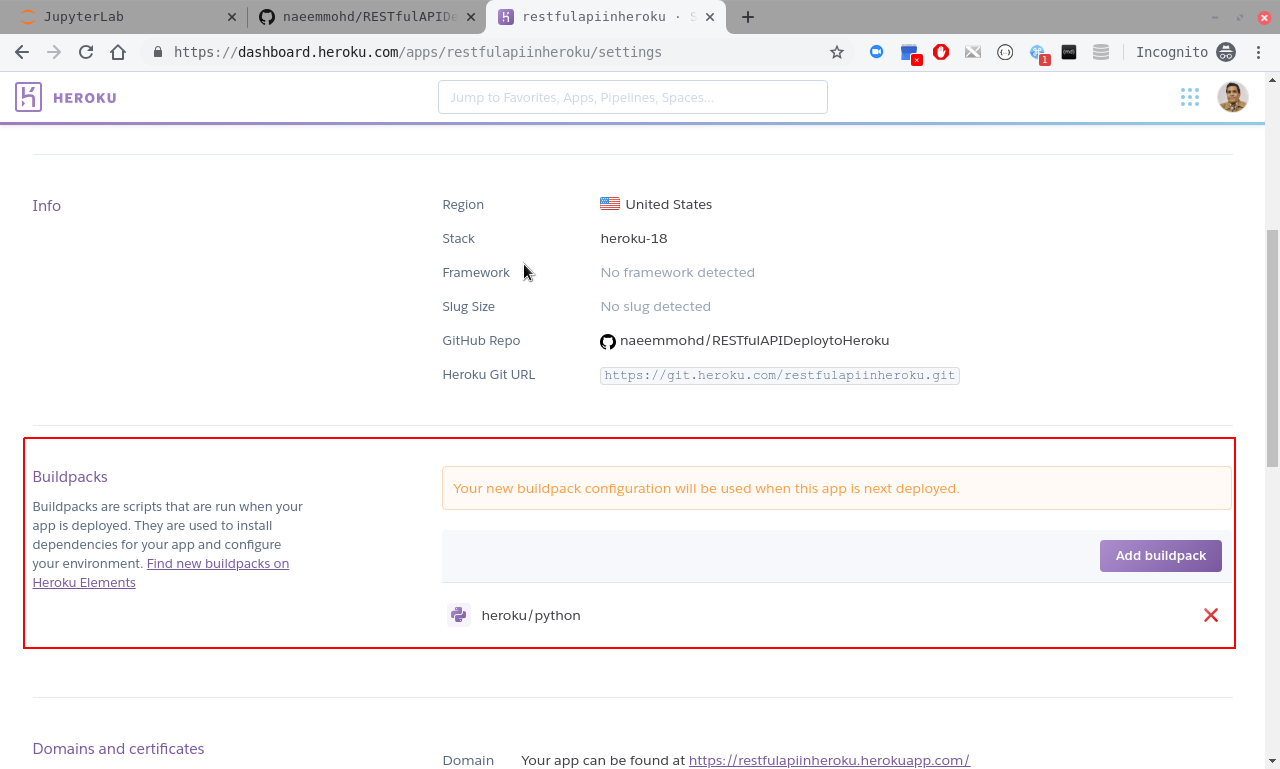 JupyterLab
naeemmohd/RESTfulAPIDe
restfulapiinheroku · S
https://dashboard.heroku.com/apps/restfulapiinheroku/settings
1
Incognito
HEROKU
Jump to Favorites, Apps, Pipelines, Spaces...
Info
Region United States
Stack heroku-18
Framework No framework detected
Slug Size No slug detected
GitHub Repo naeemmohd/RESTfulAPIDeploytoHeroku
Heroku Git URL https://git.heroku.com/restfulapiinheroku.git
Buildpacks
Buildpacks are scripts that are run when your
app is deployed. They are used to install
dependencies for your app and configure
your environment. Find new buildpacks on
Heroku Elements
Your new buildpack configuration will be used when this app is next deployed.
Add buildpack
heroku/python
Domains and certificates
Domain Your app can be found at https://restfulapiinheroku.herokuapp.com/